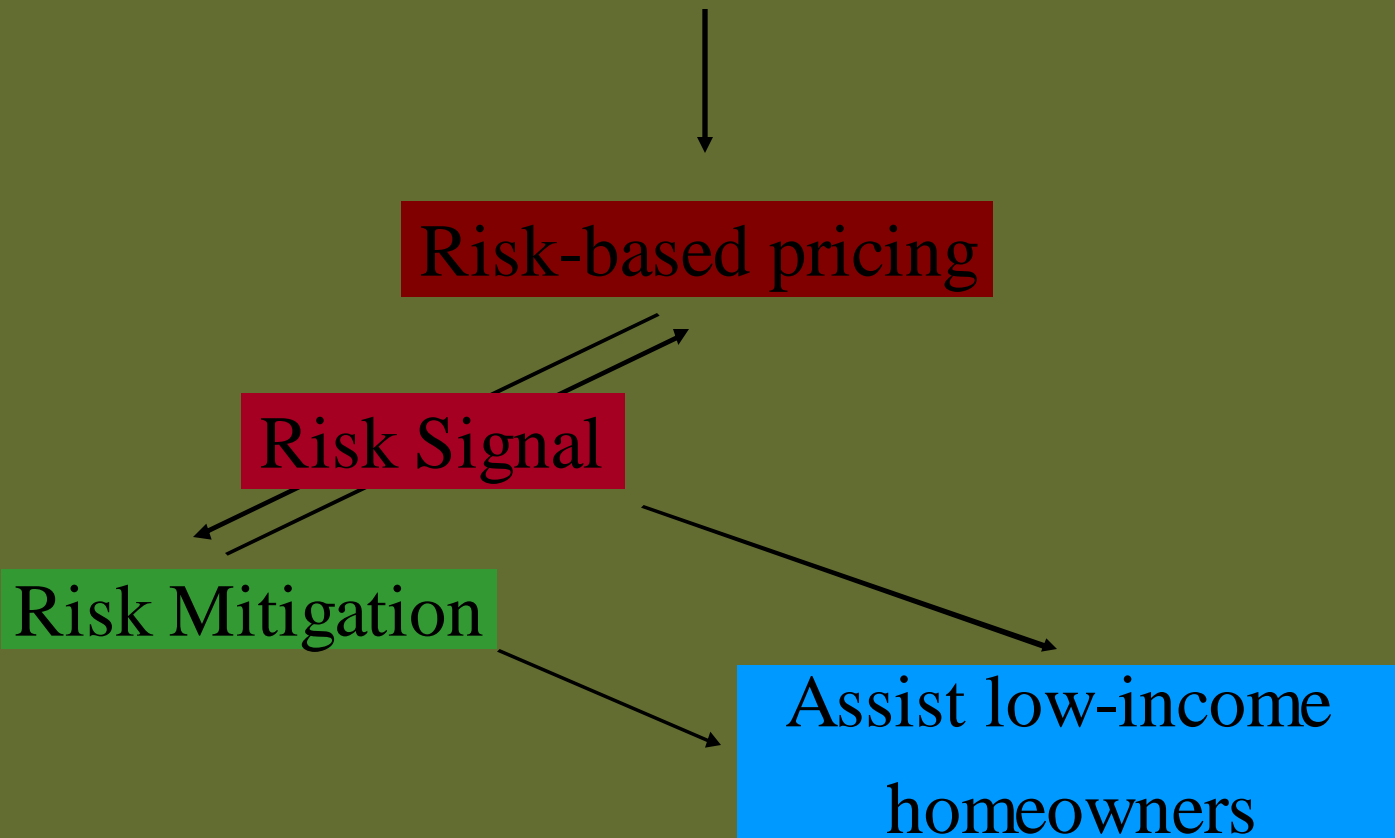 Risk-based pricing
Risk Signal
Risk Mitigation
Assist low-income
homeowners